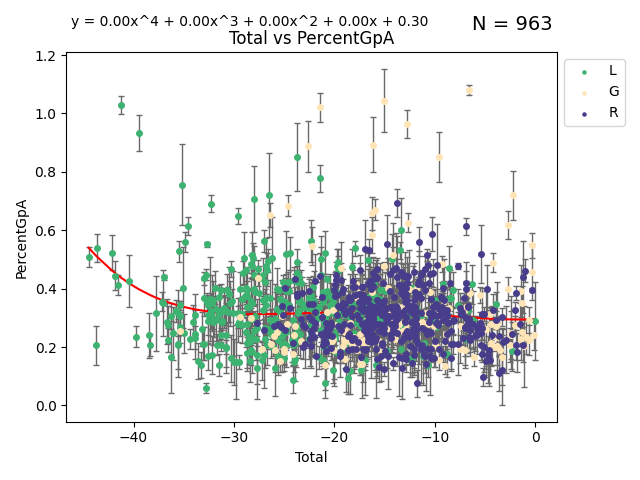 y = 0.00x^4 + 0.00x^3 + 0.00x^2 + 0.00x + 0.30
N = 963
Total vs PercentGpA
L
G
R
PercentGpA
1.2
1.0
0.8
0.6
0.4
0.2
0.0
−40
−30
−20
−10
0
Total